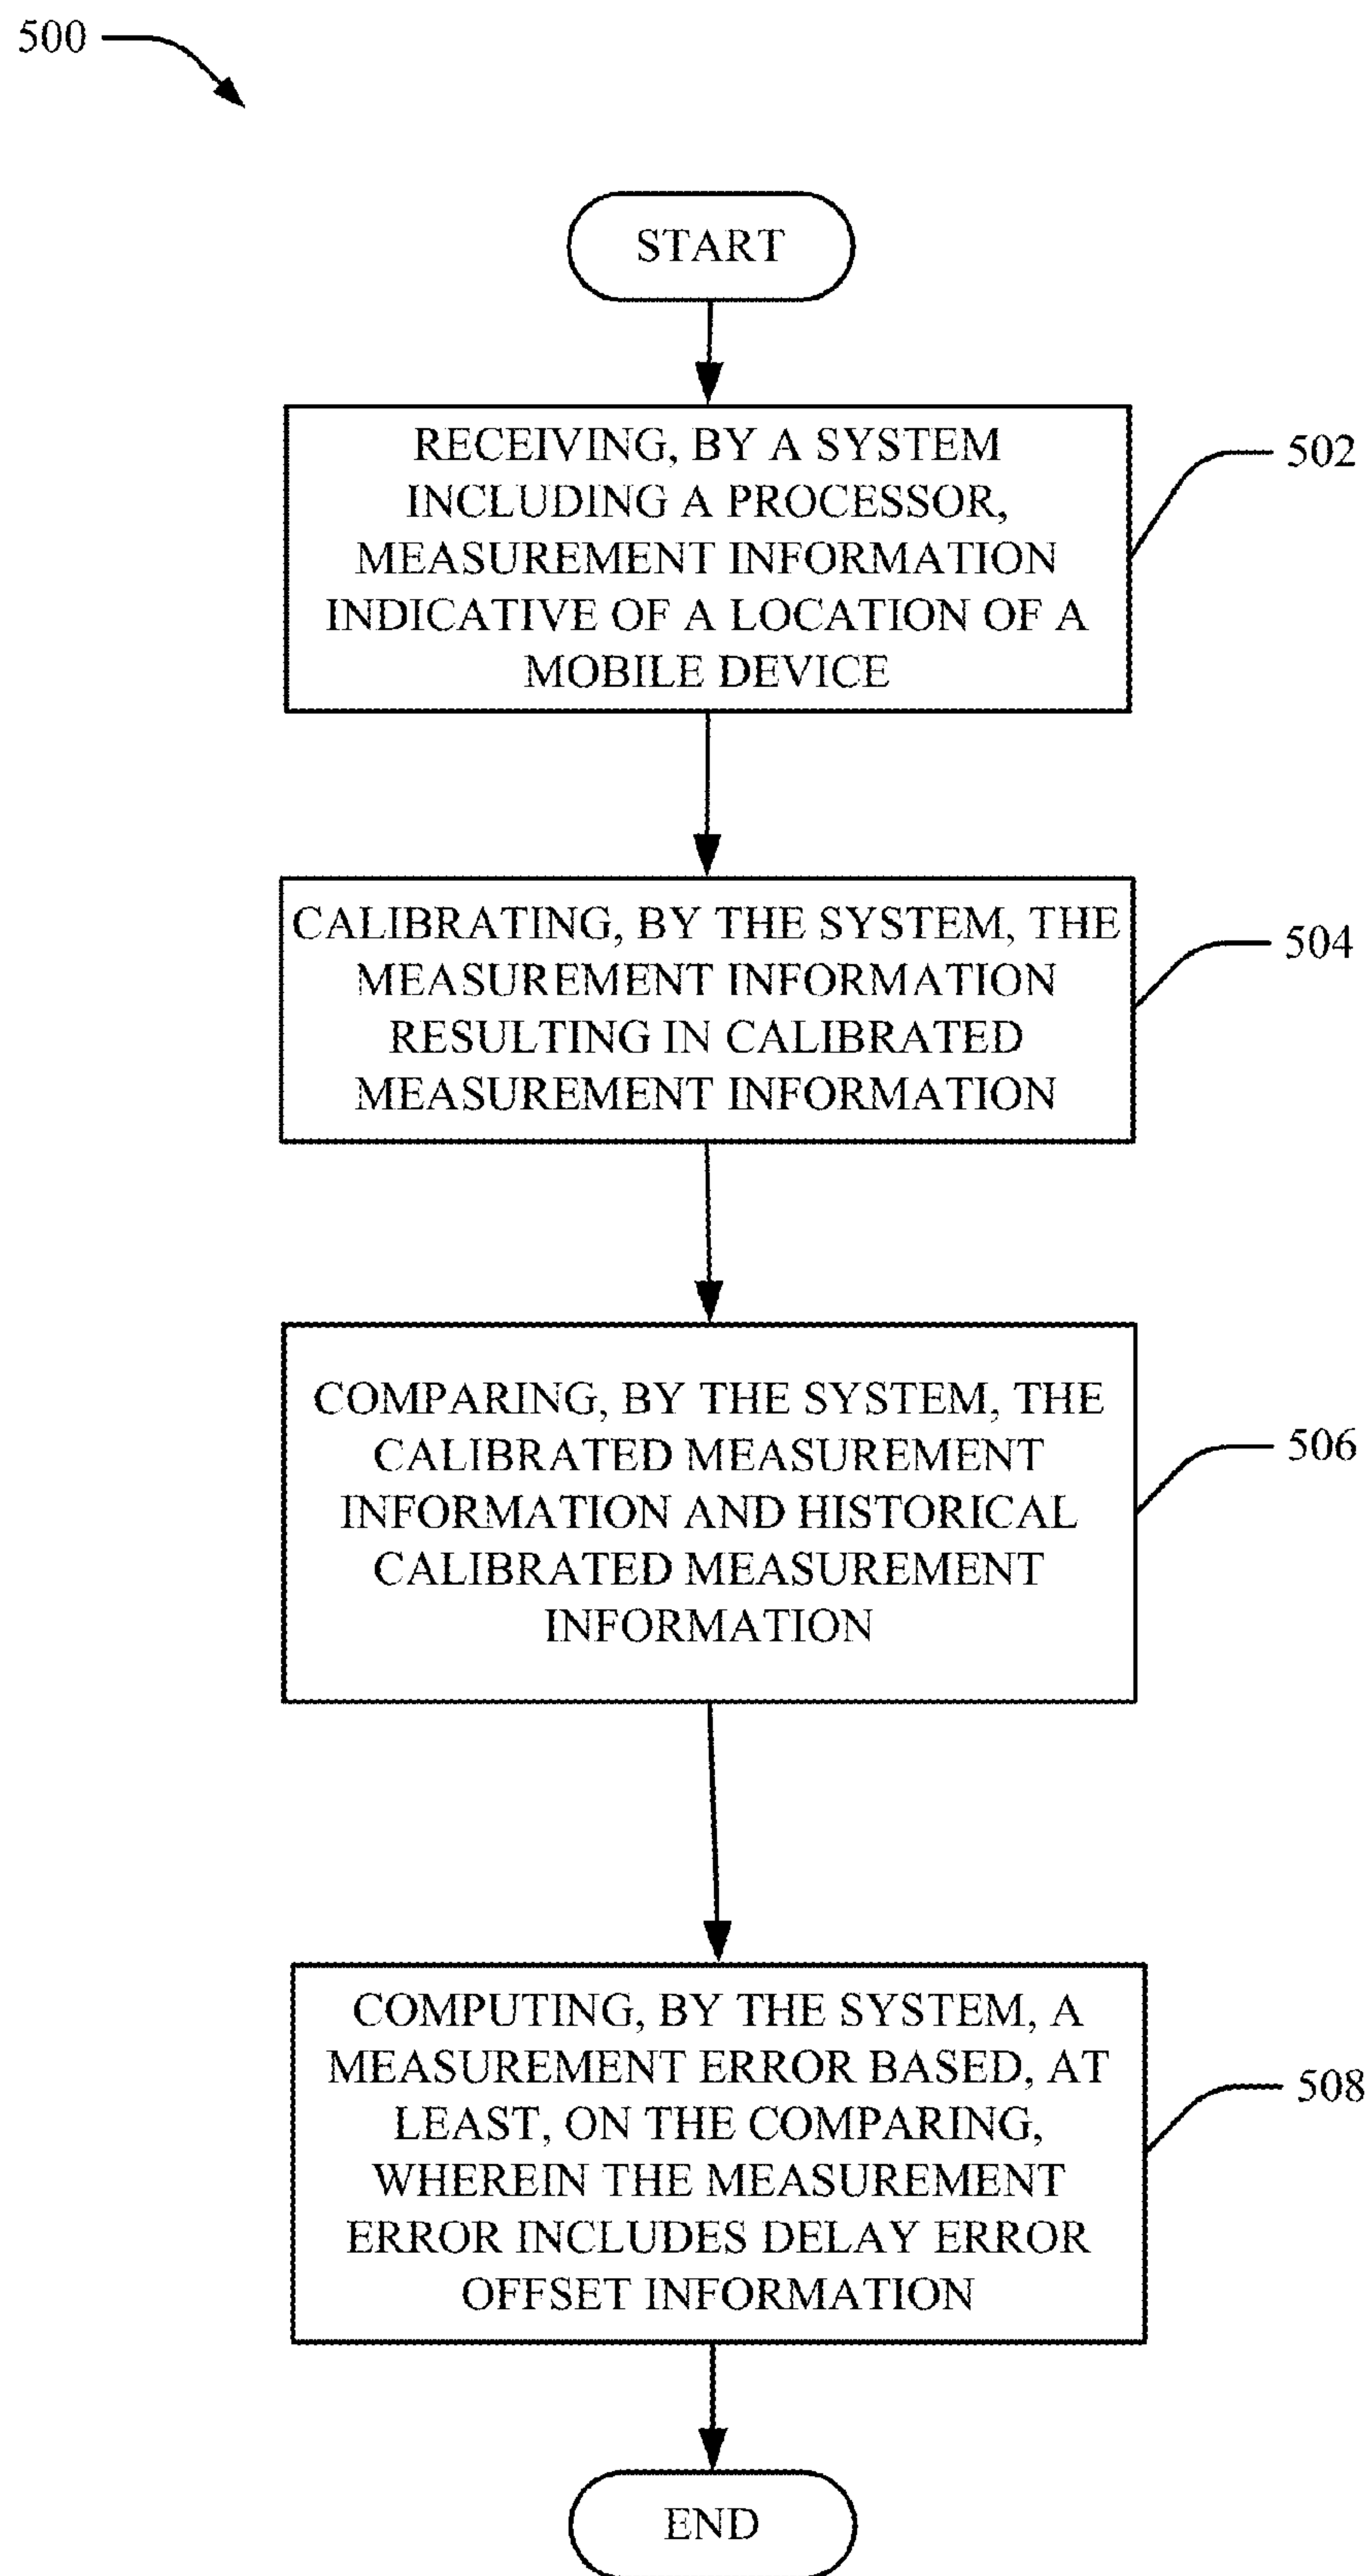 500
START
RECEIVING, BY A SYSTEM
INCLUDING A PROCESSOR,
MEASUREMENT INFORMATION
INDICATIVE OF A LOCATION OF A
MOBILE DEVICE
502
CALIBRATING, BY THE SYSTEM, THE
MEASUREMENT INFORMATION
RESULTING IN CALIBRATED
MEASUREMENT INFORMATION
504
COMPARING, BY THE SYSTEM, THE
CALIBRATED MEASUREMENT
INFORMATION AND HISTORICAL
CALIBRATED MEASUREMENT
INFORMATION
506
COMPUTING, BY THE SYSTEM, A
MEASUREMENT ERROR BASED, AT
LEAST, ON THE COMPARING,
WHEREIN THE MEASUREMENT
ERROR INCLUDES DELAY ERROR
OFFSET INFORMATION
508
END